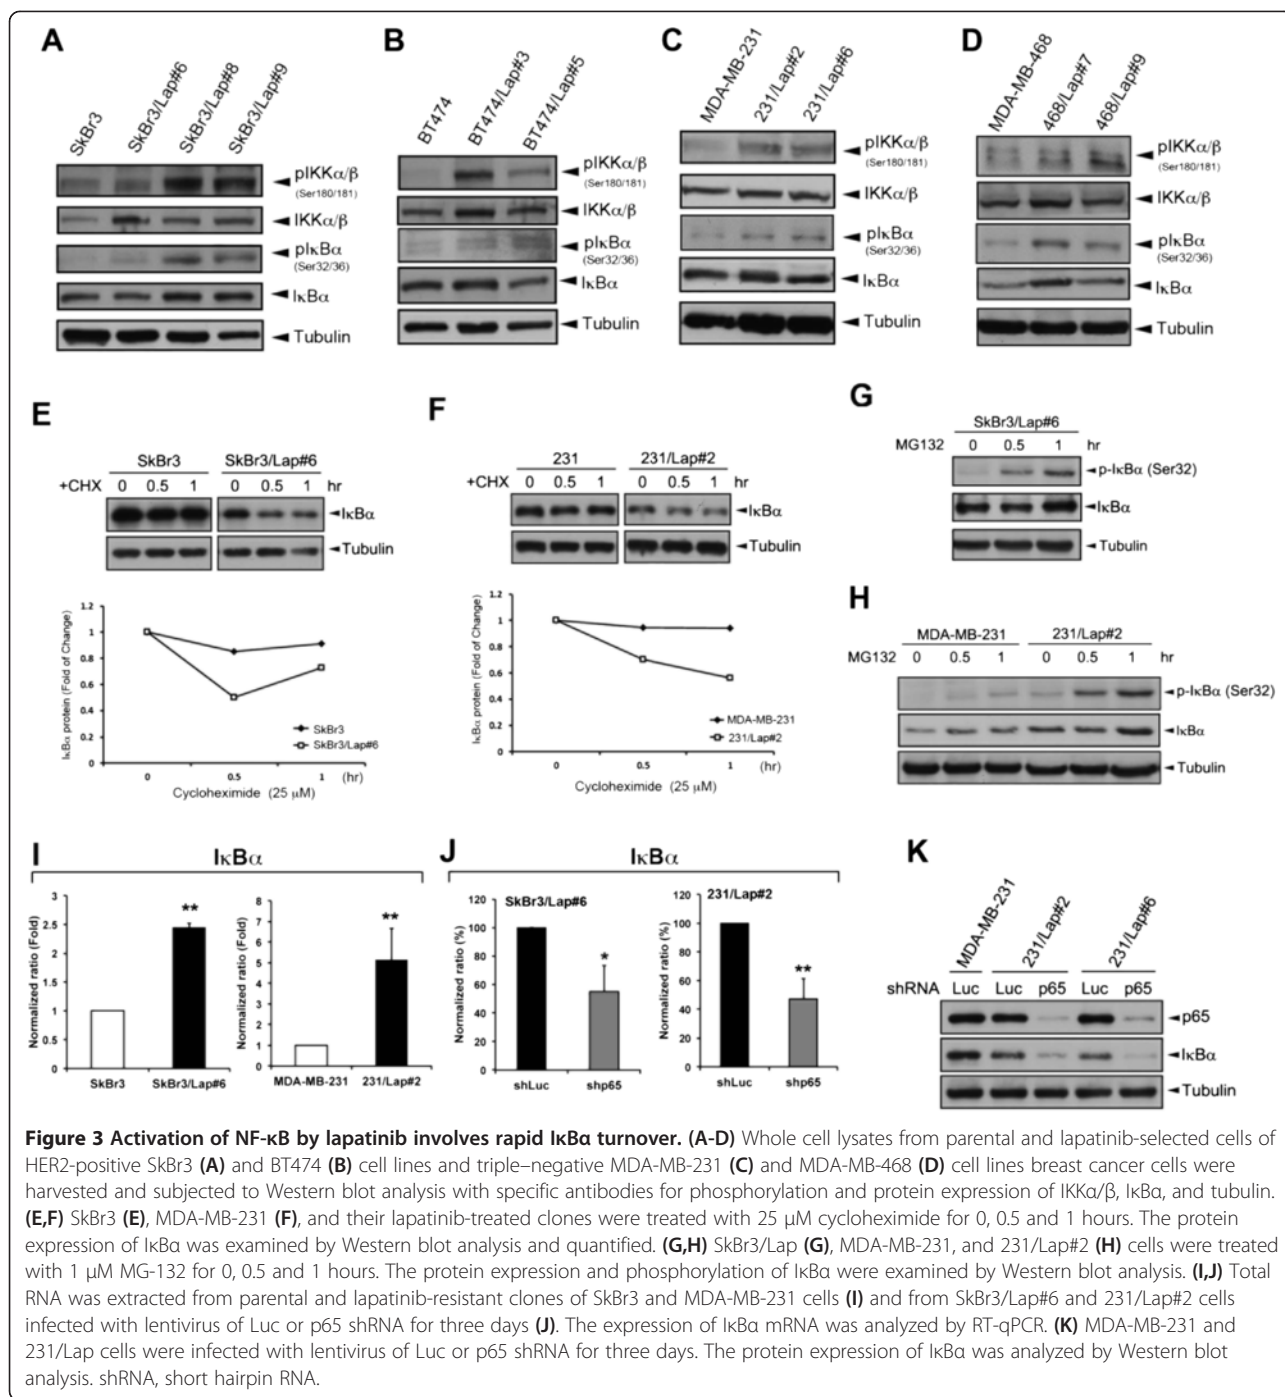 A
SkBr3
SkBr3/Lap#6
SkBr3/Lap#8
SkBr3/Lap#9
pIKKα/β
(Ser180/181)
IKKα/β
pIκBα
(Ser32/36)
IκBα
Tubulin
B
BT474
BT474/Lap#3
BT474/Lap#5
pIKKα/β
(Ser180/181)
IKKα/β
pIκBα
(Ser32/36)
IκBα
Tubulin
C
MDA-MB-231
231/Lap#2
231/Lap#6
pIKKα/β
(Ser180/181)
IKKα/β
pIκBα
(Ser32/36)
IκBα
Tubulin
D
MDA-MB-468
468/Lap#7
468/Lap#9
pIKKα/β
(Ser180/181)
IKKα/β
pIκBα
(Ser32/36)
IκBα
Tubulin
E
SkBr3 SkBr3/Lap#6
+CHX 0 0.5 1 0 0.5 1 hr
IκBα
Tubulin
IκBα protein (Fold of Change)
1.2
1
0.8
0.6
0.4
0.2
0
SkBr3
SkBr3/Lap#6
0 0.5 1 (hr)
Cycloheximide (25 µM)
F
231 231/Lap#2
+CHX 0 0.5 1 0 0.5 1 hr
IκBα
Tubulin
IκBα protein (Fold of Change)
1.2
1
0.8
0.6
0.4
0.2
0
MDA-MB-231
231/Lap#2
0 0.5 1 (hr)
Cycloheximide (25 µM)
G
SkBr3/Lap#6
MG132 0 0.5 1 hr
p-IκBα (Ser32)
IκBα
Tubulin
H
MDA-MB-231 231/Lap#2
MG132 0 0.5 1 0 0.5 1 hr
p-IκBα (Ser32)
IκBα
Tubulin
I
IκBα
Normalized ratio (Fold)
3
2.5
2
1.5
1
0.5
0
**
SkBr3 SkBr3/Lap#6
Normalized ratio (Fold)
8
7
6
5
4
3
2
1
0
**
MDA-MB-231 231/Lap#2
J
IκBα
SkBr3/Lap#6
Normalized ratio (%)
120
100
80
60
40
20
0
*
shLuc shp65
231/Lap#2
Normalized ratio (%)
120
100
80
60
40
20
0
**
shLuc shp65
K
MDA-MB-231
231/Lap#2
231/Lap#6
shRNA Luc Luc p65 Luc p65
p65
IκBα
Tubulin
Figure 3 Activation of NF-κB by lapatinib involves rapid IκBα turnover. (A-D) Whole cell lysates from parental and lapatinib-selected cells of
HER2-positive SkBr3 (A) and BT474 (B) cell lines and triple–negative MDA-MB-231 (C) and MDA-MB-468 (D) cell lines breast cancer cells were
harvested and subjected to Western blot analysis with specific antibodies for phosphorylation and protein expression of IKKα/β, IκBα, and tubulin.
(E,F) SkBr3 (E), MDA-MB-231 (F), and their lapatinib-treated clones were treated with 25 µM cycloheximide for 0, 0.5 and 1 hours. The protein
expression of IκBα was examined by Western blot analysis and quantified. (G,H) SkBr3/Lap (G), MDA-MB-231, and 231/Lap#2 (H) cells were treated
with 1 µM MG-132 for 0, 0.5 and 1 hours. The protein expression and phosphorylation of IκBα were examined by Western blot analysis. (I,J) Total
RNA was extracted from parental and lapatinib-resistant clones of SkBr3 and MDA-MB-231 cells (I) and from SkBr3/Lap#6 and 231/Lap#2 cells
infected with lentivirus of Luc or p65 shRNA for three days (J). The expression of IκBα mRNA was analyzed by RT-qPCR. (K) MDA-MB-231 and
231/Lap cells were infected with lentivirus of Luc or p65 shRNA for three days. The protein expression of IκBα was analyzed by Western blot
analysis. shRNA, short hairpin RNA.